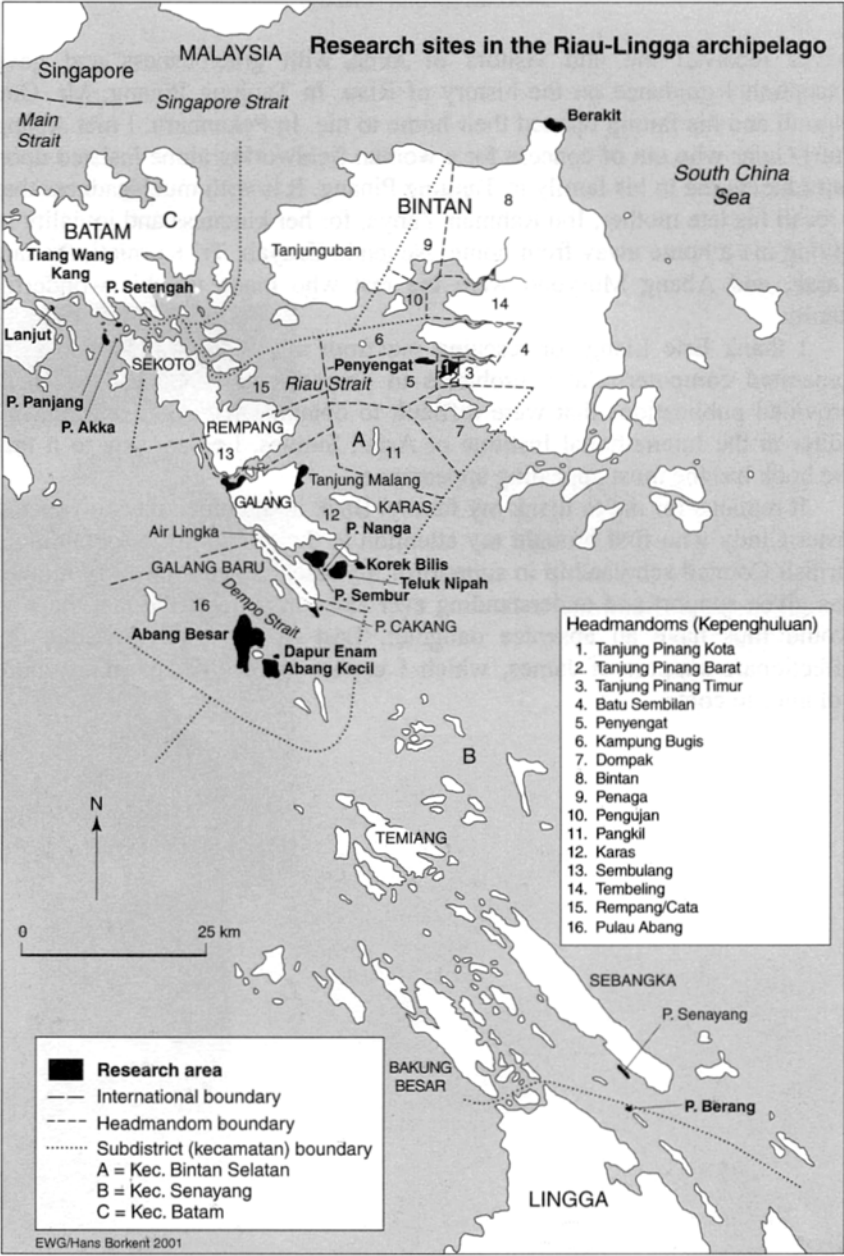 Research sites in the Riau-Lingga archipelago
MALAYSIA
Singapore
Singapore Strait
Main
Strait
Berakit
South China
Sea
BINTAN
8
C
BATAM
Tiang Wang
Kang
P. Setengah
Tanjunguban
9
10
14
Lanjut
SEKOTO
6
4
Penyengat
1
3
P. Panjang
15
Riau Strait
5
2
P. Akka
REMPANG
A
7
13
11
Tanjung Malang
GALANG
12
KARAS
P. Nanga
Air Lingka
Korek Bilis
GALANG BARU
Teluk Nipah
P. Sembur
16
Dempo Strait
P. CAKANG
Abang Besar
Dapur Enam
Abang Kecil
Headmandoms (Kepenghuluan)
1. Tanjung Pinang Kota
2. Tanjung Pinang Barat
3. Tanjung Pinang Timur
4. Batu Sembilan
5. Penyengat
6. Kampung Bugis
7. Dompak
8. Bintan
9. Penaga
10. Pengujan
11. Pangkil
12. Karas
13. Sembulang
14. Tembeling
15. Rempang/Cata
16. Pulau Abang
B
N
TEMIANG
0 25 km
SEBANGKA
P. Senayang
BAKUNG
BESAR
P. Berang
LINGGA
Research area
International boundary
Headmandom boundary
Subdistrict (kecamatan) boundary
A = Kec. Bintan Selatan
B = Kec. Senayang
C = Kec. Batam
EWG/Hans Borkent 2001